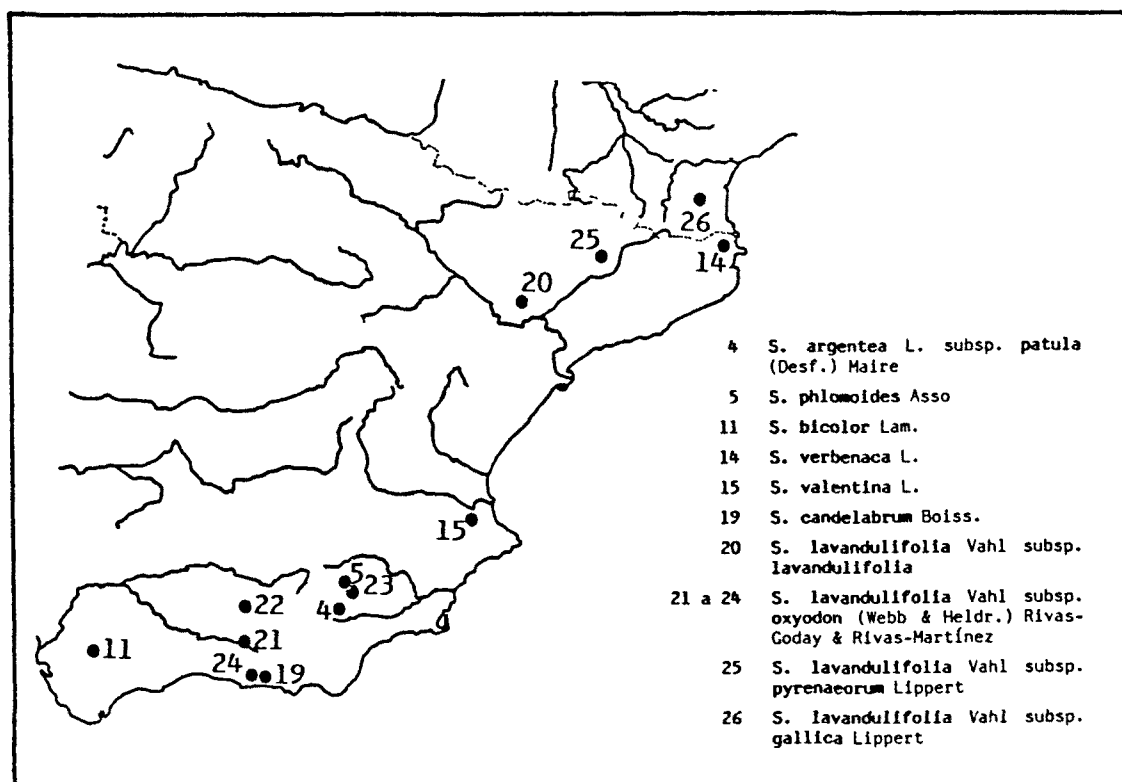 26
25
14
20
4 S. argentea L. subsp. patula
(Desf.) Maire
5 S. phlomoides Asso
11 S. bicolor Lam.
14 S. verbenaca L.
15 S. valentina L.
19 S. candelabrum Boiss.
20 S. lavandulifolia Vahl subsp.
lavandulifolia
21 a 24 S. lavandulifolia Vahl subsp.
oxyodon (Webb & Heldr.) Rivas-
Goday & Rivas-Martínez
25 S. lavandulifolia Vahl subsp.
pyrenaeorum Lippert
26 S. lavandulifolia Vahl subsp.
gallica Lippert
15
5
23
22
4
21
11
24
19